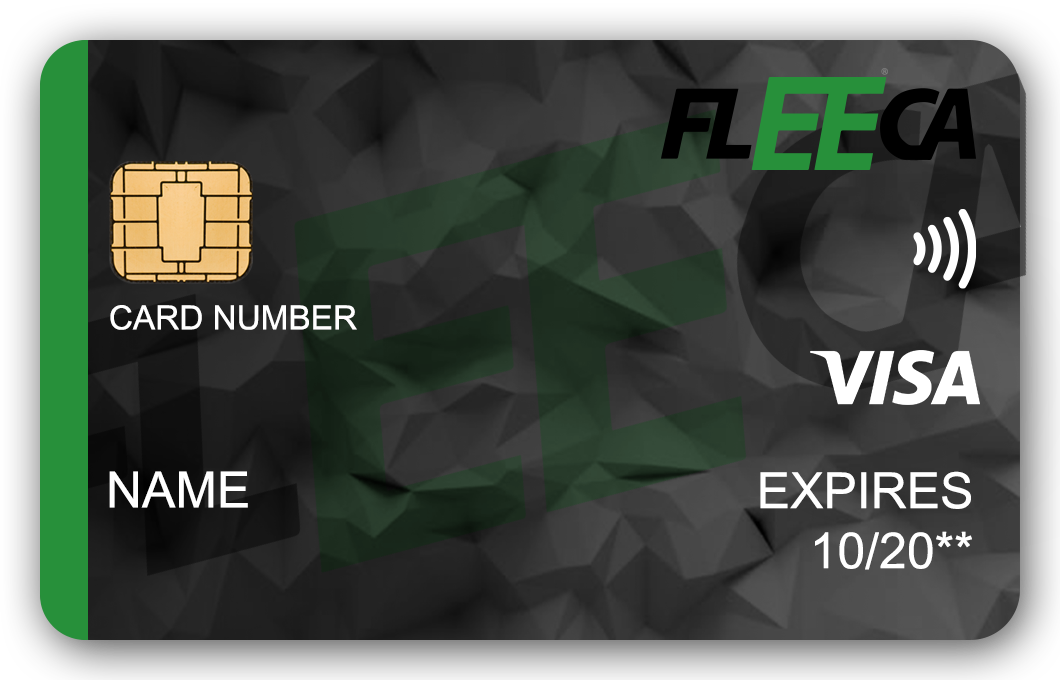 FLEECA®
CARD NUMBER
VISA
NAME
EXPIRES
10/20**